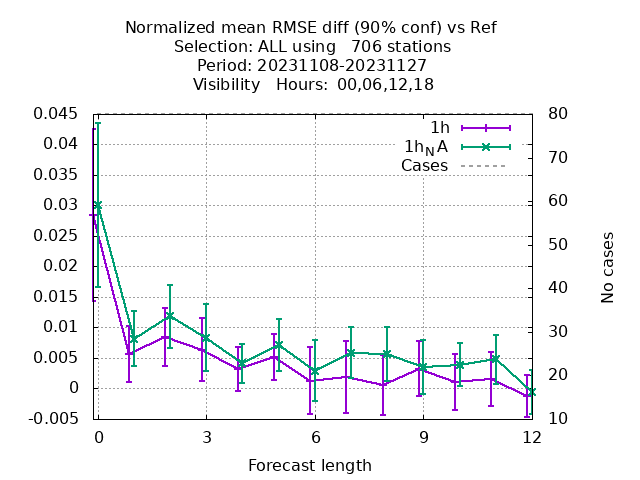 Normalized mean RMSE diff (90% conf) vs Ref
Selection: ALL using   706 stations
Period: 20231108-20231127
Visibility   Hours: 00,06,12,18
1h
1hNA
Cases
0.045
0.04
0.035
0.03
0.025
0.02
0.015
0.01
0.005
0
-0.005
80
70
60
50
40
30
20
10
No cases
0 3 6 9 12
Forecast length